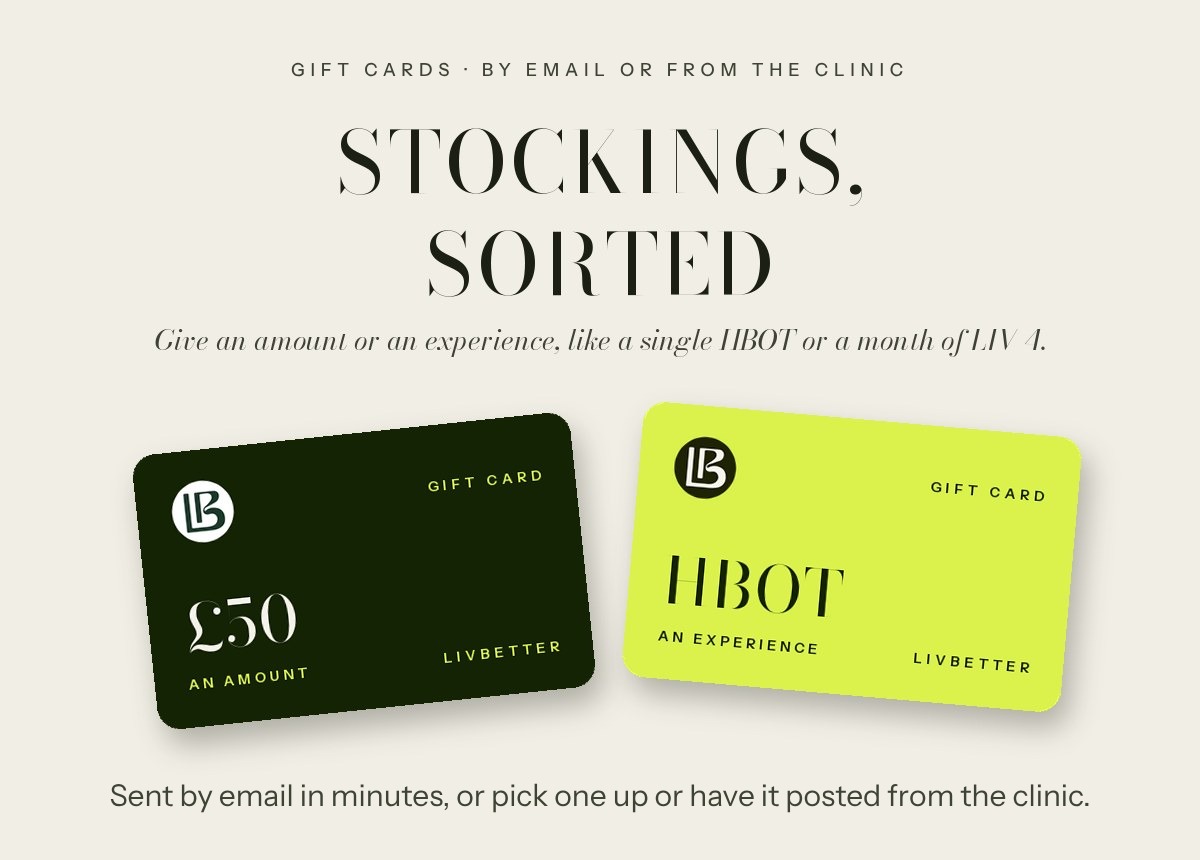 GIFT CARDS · BY EMAIL OR FROM THE CLINIC
STOCKINGS,
SORTED
Give an amount or an experience, like a single HBOT or a month of LIV 4.
LB
GIFT CARD
£50
AN AMOUNT
LIVBETTER
LB
GIFT CARD
HBOT
AN EXPERIENCE
LIVBETTER
Sent by email in minutes, or pick one up or have it posted from the clinic.